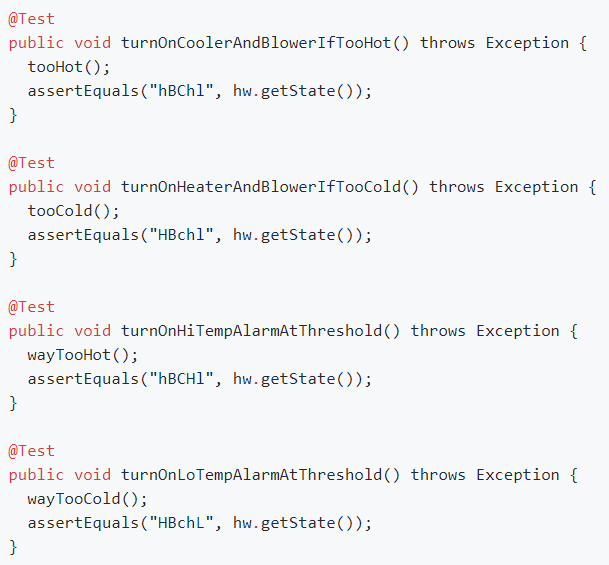 @Test
public void turnOnCoolerAndBlowerIfTooHot() throws Exception {
  tooHot();
  assertEquals("hBChl", hw.getState());
}

@Test
public void turnOnHeaterAndBlowerIfTooCold() throws Exception {
  tooCold();
  assertEquals("HBchl", hw.getState());
}

@Test
public void turnOnHiTempAlarmAtThreshold() throws Exception {
  wayTooHot();
  assertEquals("hBCHl", hw.getState());
}

@Test
public void turnOnLoTempAlarmAtThreshold() throws Exception {
  wayTooCold();
  assertEquals("HBchL", hw.getState());
}